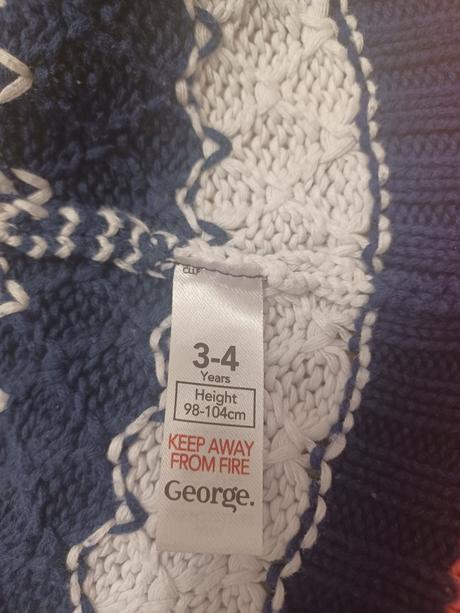 3-4
Years
Height
98-104cm
KEEP AWAY
FROM FIRE
George.